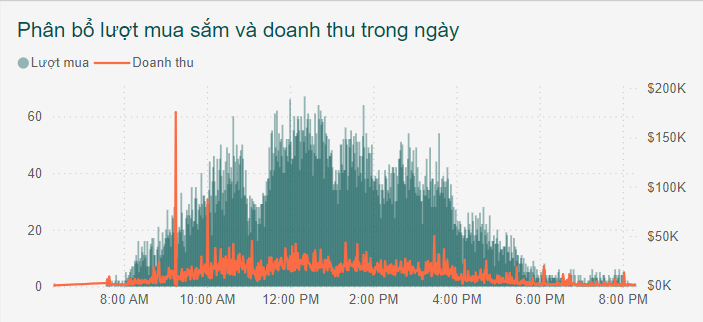 Phân bổ lượt mua sắm và doanh thu trong ngày
Lượt mua Doanh thu
60 $200K
40 $150K
20 $100K
0 $50K
$0K
8:00 AM 10:00 AM 12:00 PM 2:00 PM 4:00 PM 6:00 PM 8:00 PM